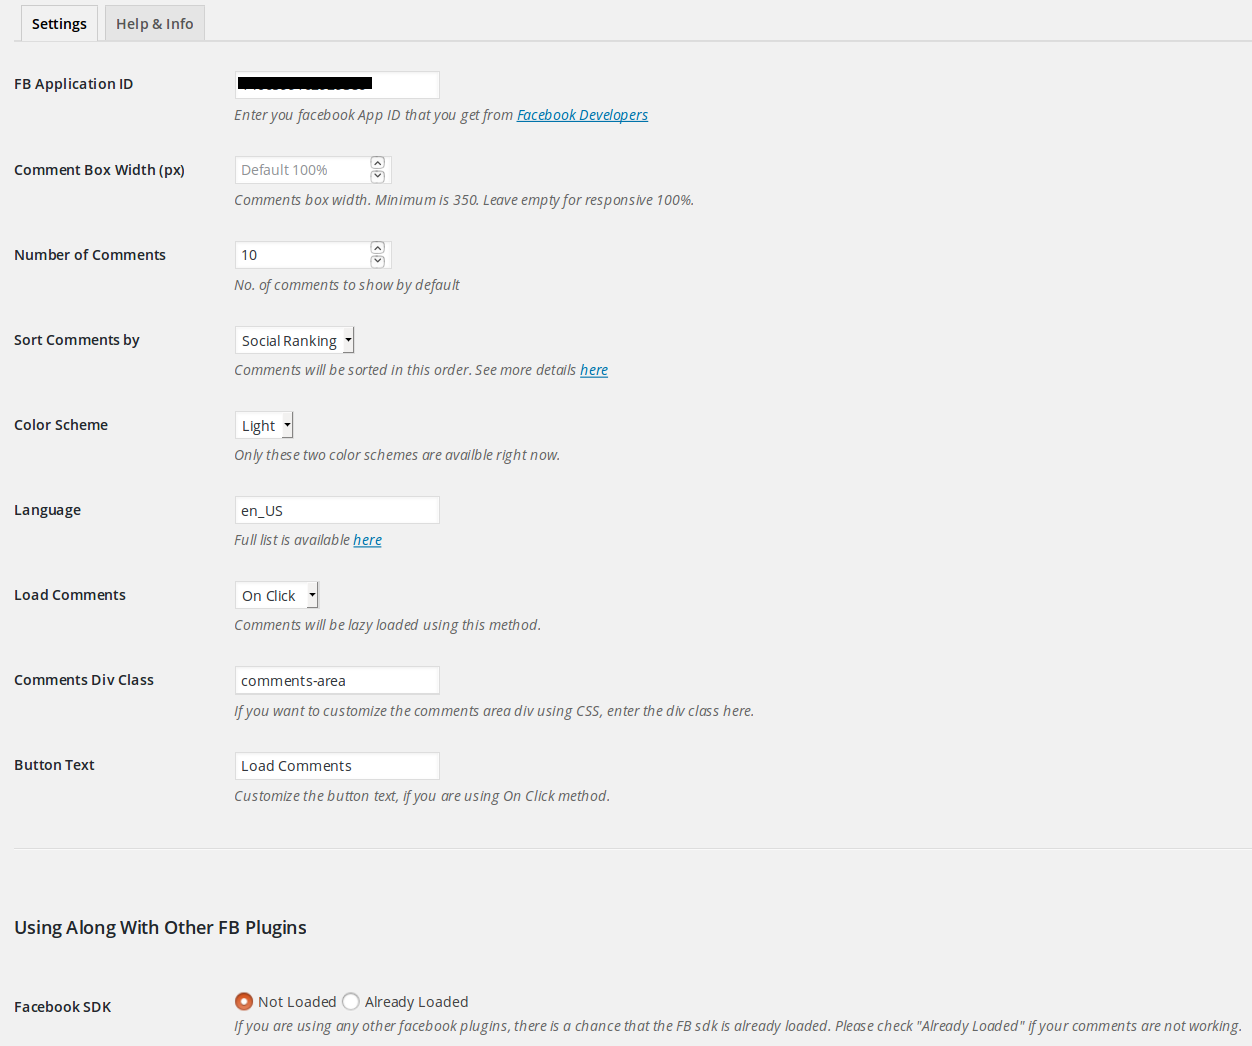 Settings
Help & Info
FB Application ID
Enter you facebook App ID that you get from Facebook Developers
Comment Box Width (px)
Default 100%
Comments box width. Minimum is 350. Leave empty for responsive 100%.
Number of Comments
10
No. of comments to show by default
Sort Comments by
Social Ranking
Comments will be sorted in this order. See more details here
Color Scheme
Light
Only these two color schemes are availble right now.
Language
en_US
Full list is available here
Load Comments
On Click
Comments will be lazy loaded using this method.
Comments Div Class
comments-area
If you want to customize the comments area div using CSS, enter the div class here.
Button Text
Load Comments
Customize the button text, if you are using On Click method.
Using Along With Other FB Plugins
Facebook SDK
Not Loaded Already Loaded
If you are using any other facebook plugins, there is a chance that the FB sdk is already loaded. Please check "Already Loaded" if your comments are not working.